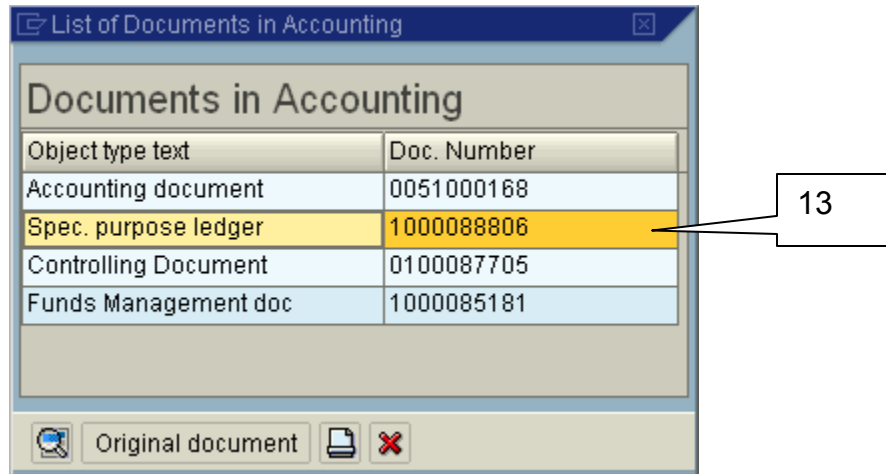 List of Documents in Accounting
Documents in Accounting
Object type text Doc. Number
Accounting document 0051000168
Spec. purpose ledger 1000088806
13
Controlling Document 0100087705
Funds Management doc 1000085181
Original document